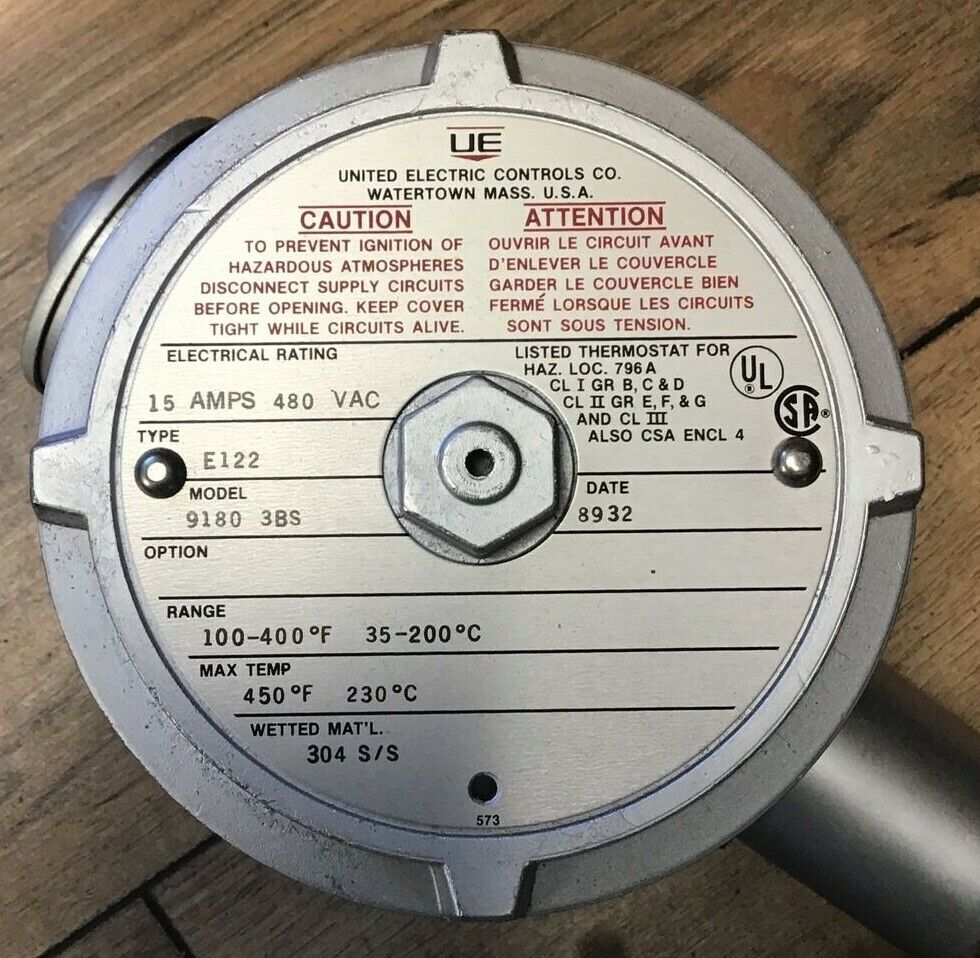 UE
UNITED ELECTRIC CONTROLS CO.
WATERTOWN MASS. U.S.A.
CAUTION
TO PREVENT IGNITION OF
HAZARDOUS ATMOSPHERES
DISCONNECT SUPPLY CIRCUITS
BEFORE OPENING. KEEP COVER
TIGHT WHILE CIRCUITS ALIVE.
ATTENTION
OUVRIR LE CIRCUIT AVANT
D'ENLEVER LE COUVERCLE
GARDER LE COUVERCLE BIEN
FERMÉ LORSQUE LES CIRCUITS
SONT SOUS TENSION.
ELECTRICAL RATING
15 AMPS 480 VAC
LISTED THERMOSTAT FOR
HAZ. LOC. 796A
CL I GR B, C & D
CL II GR E, F, & G
AND CL III
ALSO CSA ENCL 4
UL ®
SA ®
TYPE
E122
MODEL
9180 3BS
DATE
8932
OPTION
RANGE
100-400°F 35-200°C
MAX TEMP
450°F 230°C
WETTED MAT'L.
304 S/S
573